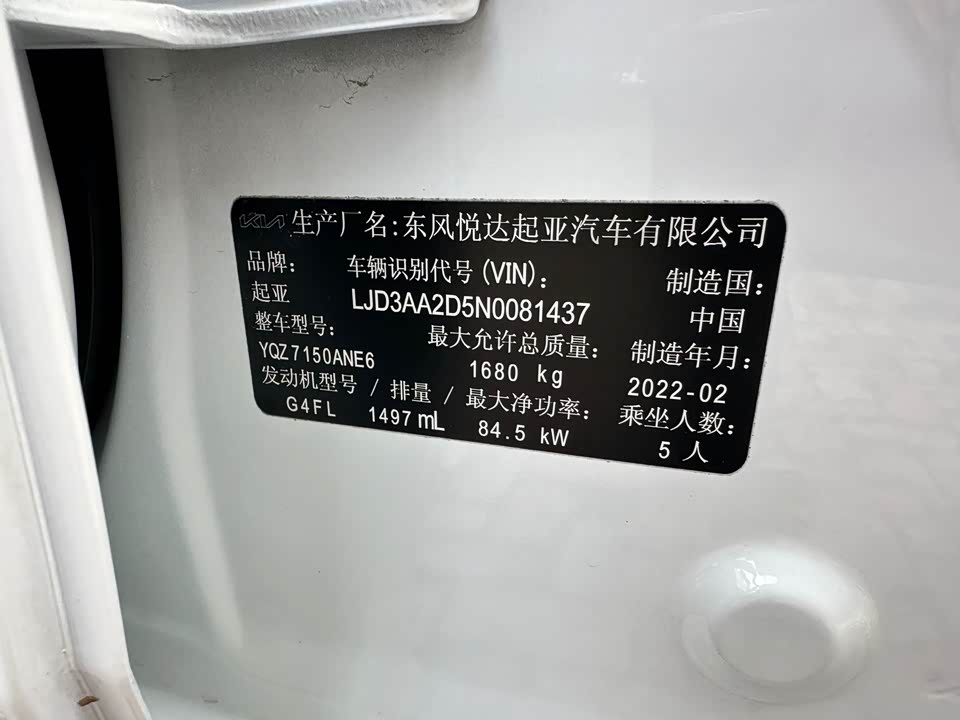 KIA 生产厂名:东风悦达起亚汽车有限公司
品牌: 车辆识别代号(VIN): 制造国:
起亚 LJD3AA2D5N0081437 中国
整车型号: 最大允许总质量: 制造年月:
YQZ7150ANE6 1680 kg 2022-02
发动机型号 / 排量 / 最大净功率: 乘坐人数:
G4FL 1497 mL 84.5 kW 5 人